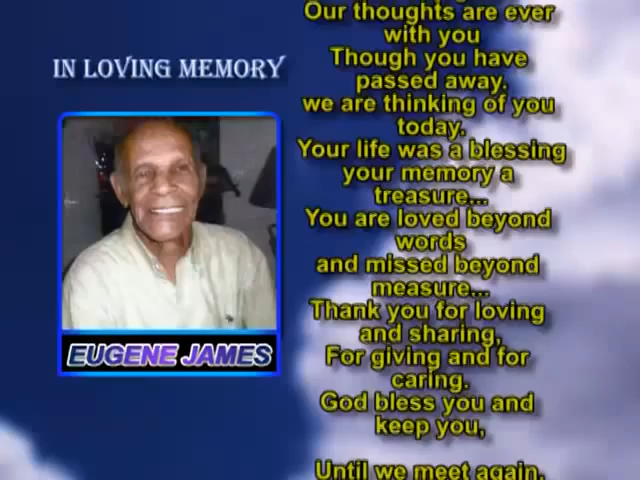 IN LOVING MEMORY
EUGENE JAMES
Our thoughts are ever
with you
Though you have
passed away.
we are thinking of you
today.
Your life was a blessing
your memory a
treasure...
You are loved beyond
words
and missed beyond
measure...
Thank you for loving
and sharing,
For giving and for
caring.
God bless you and
keep you,
Until we meet again.